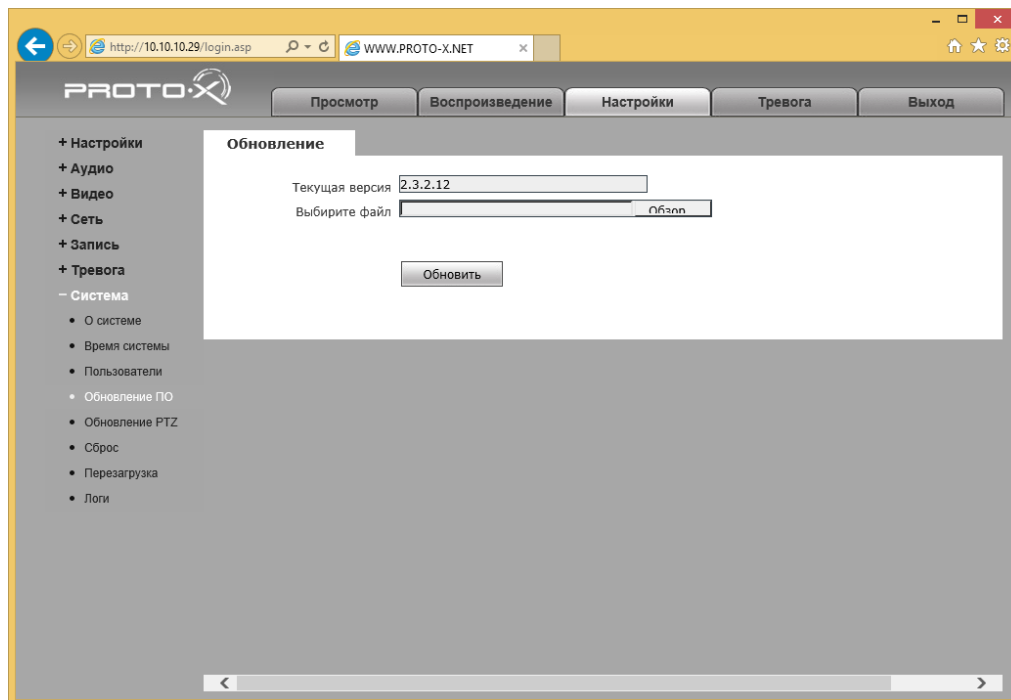 http://10.10.10.29/login.asp
WWW.PROTO-X.NET
PROTO·X
Просмотр
Воспроизведение
Настройки
Тревога
Выход
+ Настройки
+ Аудио
+ Видео
+ Сеть
+ Запись
+ Тревога
− Система
• О системе
• Время системы
• Пользователи
• Обновление ПО
• Обновление PTZ
• Сброс
• Перезагрузка
• Логи
Обновление
Текущая версия 2.3.2.12
Выбирите файл Обзор
Обновить